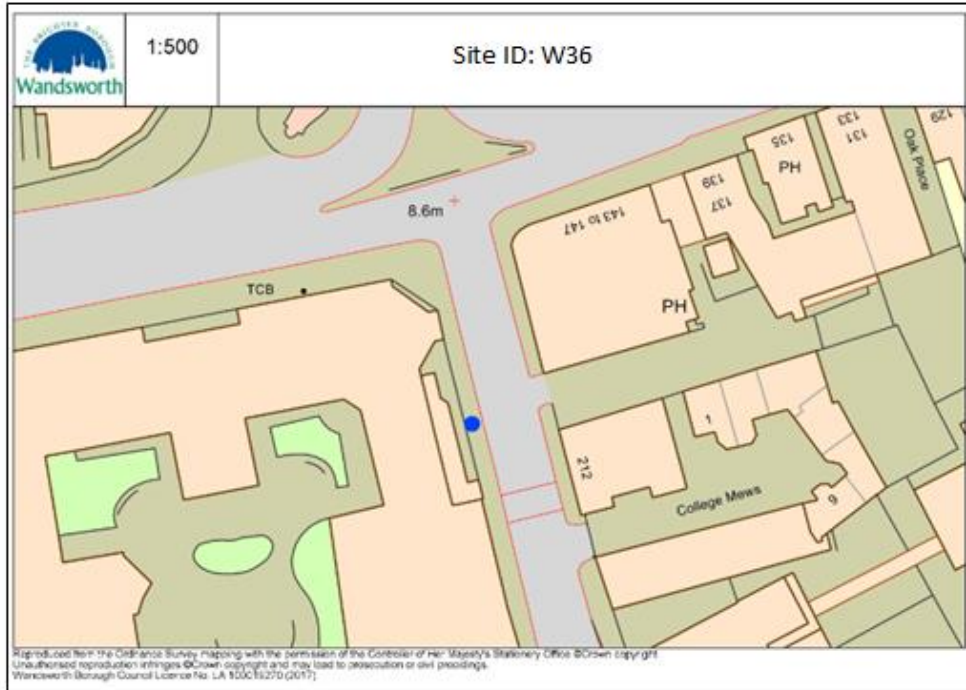 THE BRIGHTER BOROUGH
Wandsworth
1:500
Site ID: W36
129
133
131
135
PH
Oak Place
139
137
8.6m
143 to 147
TCB
PH
1
212
College Mews
9
Reproduced from the Ordnance Survey mapping with the permission of the Controller of Her Majesty's Stationery Office ©Crown copyright
Unauthorised reproduction infringes ©Crown copyright and may lead to prosecution or civil
Wandsworth Borough Council Licence No. LA (2017)